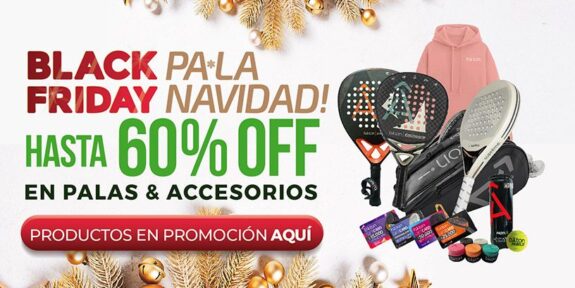 BLACK PA*LA
FRIDAY NAVIDAD!
HASTA 60% OFF
EN PALAS & ACCESORIOS
PRODUCTOS EN PROMOCIÓN AQUÍ